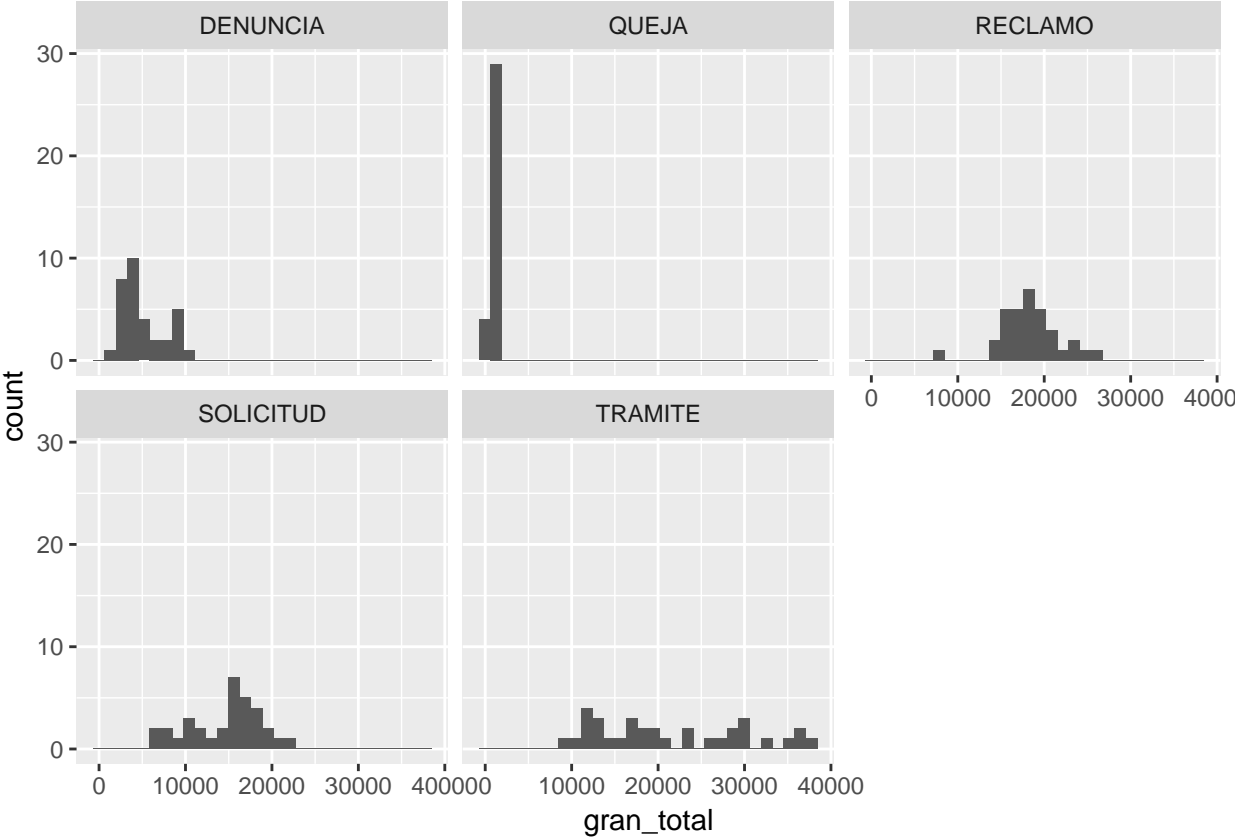 DENUNCIA QUEJA RECLAMO
30
20
10
0
0 10000 20000 30000 4000
count
SOLICITUD TRAMITE
30
20
10
0
0 10000 20000 30000 400000 10000 20000 30000 40000
gran_total